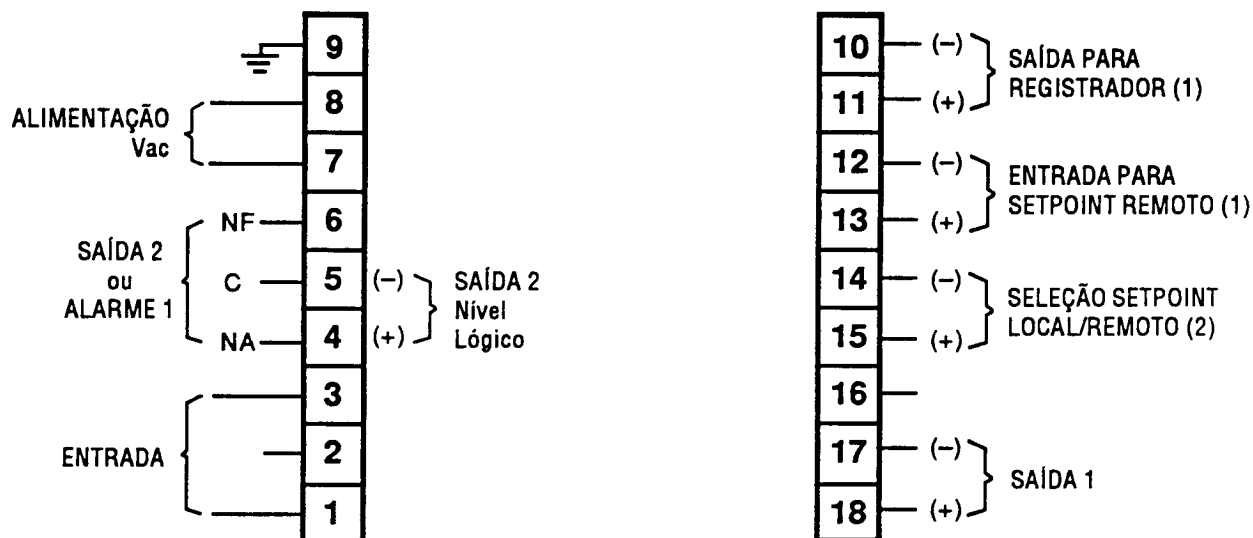 9
8
7
6
5
4
3
2
1
ALIMENTAÇÃO
Vac
SAÍDA 2
ou
ALARME 1
NF
C
NA
(–)
(+)
SAÍDA 2
Nível
Lógico
ENTRADA
10 (–)
11 (+)
SAÍDA PARA
REGISTRADOR (1)
12 (–)
13 (+)
ENTRADA PARA
SETPOINT REMOTO (1)
14 (–)
15 (+)
SELEÇÃO SETPOINT
LOCAL/REMOTO (2)
16
17 (–)
18 (+)
SAÍDA 1